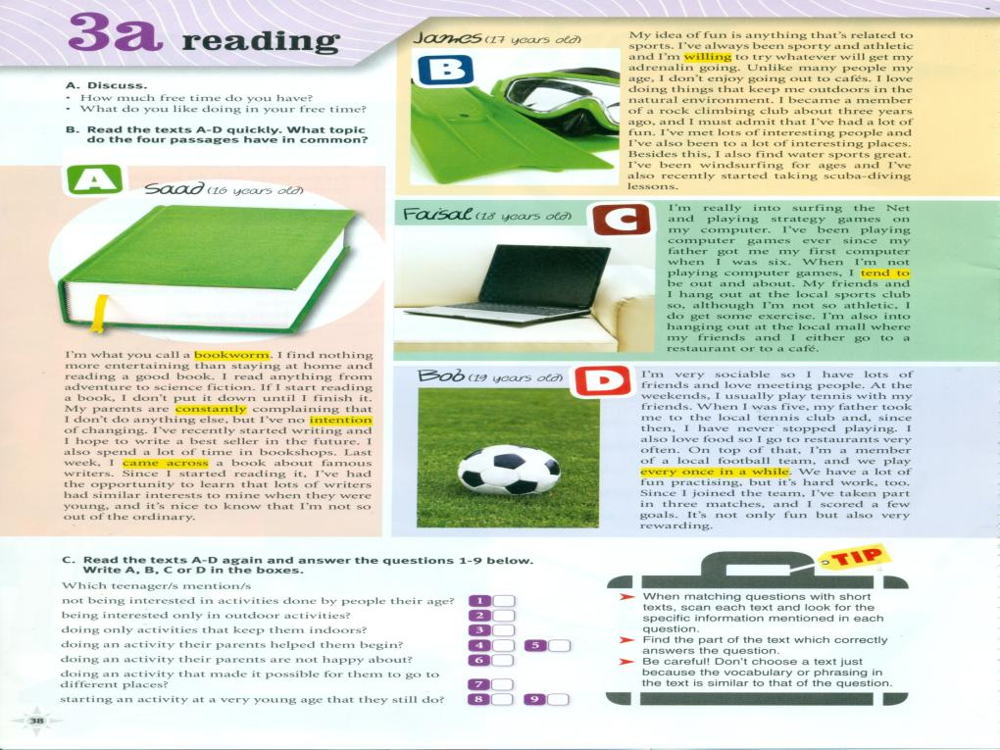 3a reading
A. Discuss.
• How much free time do you have?
• What do you like doing in your free time?
B. Read the texts A-D quickly. What topic
do the four passages have in common?
A
Saad (16 years old)
I'm what you call a bookworm. I find nothing
more entertaining than staying at home and
reading a good book. I read anything from
adventure to science fiction. If I start reading
a book, I don't put it down until I finish it.
My parents are constantly complaining that
I don't do anything else, but I've no intention
of changing. I've recently started writing and
I hope to write a best seller in the future. I
also spend a lot of time in bookshops. Last
week, I came across a book about famous
writers. Since I started reading it, I've had
the opportunity to learn that lots of writers
had similar interests to mine when they were
young, and it's nice to know that I'm not so
out of the ordinary.
James (17 years old)
B
My idea of fun is anything that's related to
sports. I've always been sporty and athletic
and I'm willing to try whatever will get my
adrenalin going. Unlike many people my
age, I don't enjoy going out to cafés. I love
doing things that keep me outdoors in the
natural environment. I became a member
of a rock climbing club about three years
ago, and I must admit that I've had a lot of
fun. I've met lots of interesting people and
I've also been to a lot of interesting places.
Besides this, I also find water sports great.
I've been windsurfing for ages and I've
also recently started taking scuba-diving
lessons.
Faisal (18 years old)
C
I'm really into surfing the Net
and playing strategy games on
my computer. I've been playing
computer games ever since my
father got me my first computer
when I was six. When I'm not
playing computer games, I tend to
be out and about. My friends and
I hang out at the local sports club
so, although I'm not so athletic, I
do get some exercise. I'm also into
hanging out at the local mall where
my friends and I either go to a
restaurant or to a café.
Bob (19 years old)
D
I'm very sociable so I have lots of
friends and love meeting people. At the
weekends, I usually play tennis with my
friends. When I was five, my father took
me to the local tennis club and, since
then, I have never stopped playing. I
also love food so I go to restaurants very
often. On top of that, I'm a member
of a local football team, and we play
every once in a while. We have a lot of
fun practising, but it's hard work, too.
Since I joined the team, I've taken part
in three matches, and I scored a few
goals. It's not only fun but also very
rewarding.
C. Read the texts A-D again and answer the questions 1-9 below.
Write A, B, C or D in the boxes.
Which teenager/s mention/s
not being interested in activities done by people their age? 1
being interested only in outdoor activities? 2
doing only activities that keep them indoors? 3
doing an activity their parents helped them begin? 4 5
doing an activity their parents are not happy about? 6
doing an activity that made it possible for them to go to
different places? 7
starting an activity at a very young age that they still do? 8 9
TIP
When matching questions with short
texts, scan each text and look for the
specific information mentioned in each
question.
Find the part of the text which correctly
answers the question.
Be careful! Don't choose a text just
because the vocabulary or phrasing in
the text is similar to that of the question.
38